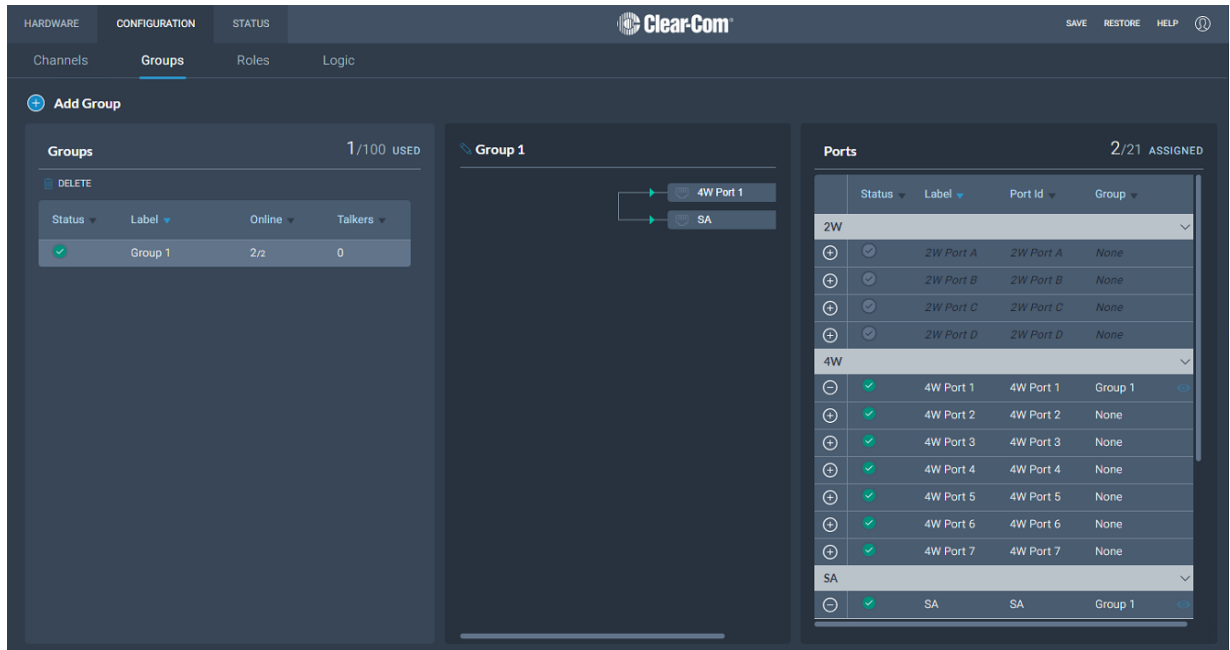 HARDWARE CONFIGURATION STATUS Clear-Com® SAVE RESTORE HELP
Channels Groups Roles Logic
Add Group
Groups 1/100 USED
DELETE
Status Label Online Talkers
Group 1 2/2 0
Group 1
4W Port 1
SA
Ports 2/21 ASSIGNED
Status Label Port Id Group
2W
2W Port A 2W Port A None
2W Port B 2W Port B None
2W Port C 2W Port C None
2W Port D 2W Port D None
4W
4W Port 1 4W Port 1 Group 1
4W Port 2 4W Port 2 None
4W Port 3 4W Port 3 None
4W Port 4 4W Port 4 None
4W Port 5 4W Port 5 None
4W Port 6 4W Port 6 None
4W Port 7 4W Port 7 None
SA
SA SA Group 1